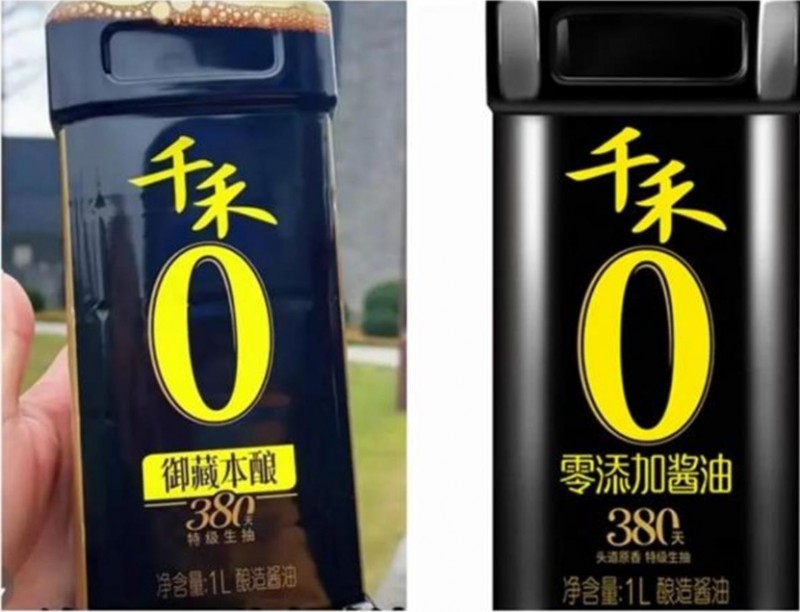 千禾
0
御藏本酿
380天
特级生抽
净含量:1L 酿造酱油
千禾
0
零添加酱油
380天
头道原香 特级生抽
净含量:1L 酿造酱油